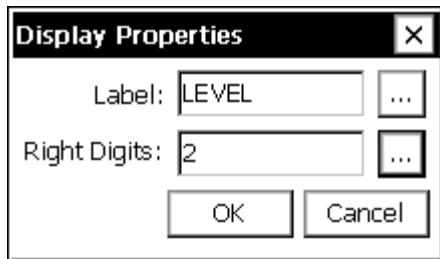 Display Properties
Label: LEVEL ...
Right Digits: 2 ...
OK Cancel